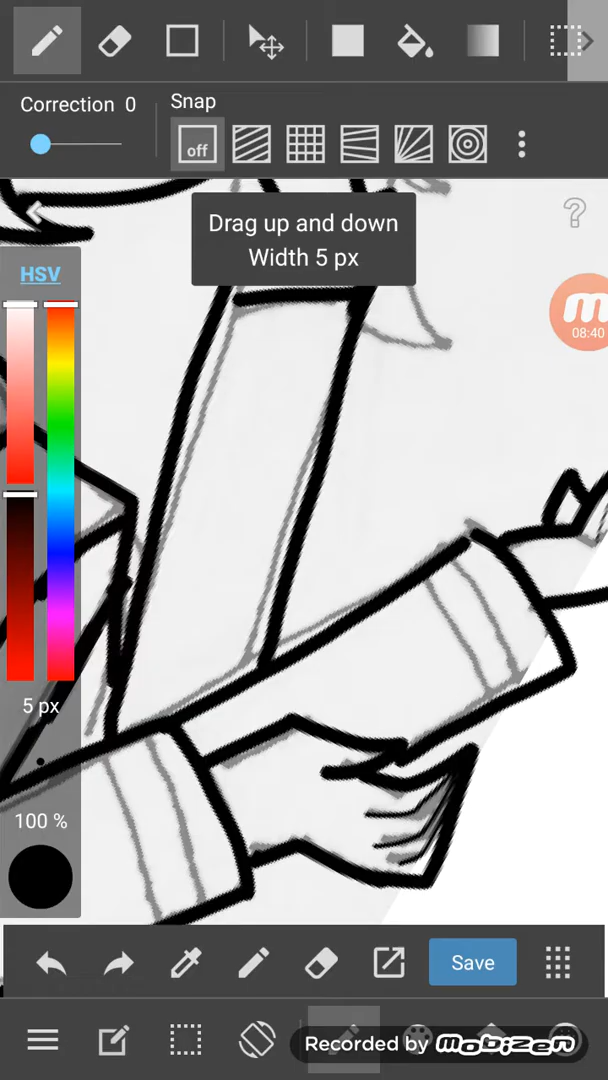 Correction 0
Snap
off
Drag up and down
Width 5 px
HSV
08:40
5 px
100 %
Save
Recorded by mobizen